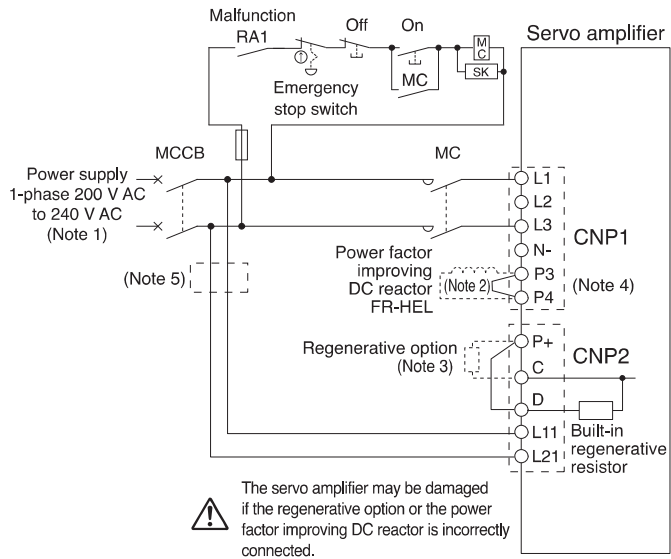 Malfunction
RA1
Off
On
MC
MC
SK
Emergency
stop switch
Servo amplifier
MCCB
MC
Power supply
1-phase 200 V AC
to 240 V AC
(Note 1)
L1
L2
L3
N-
P3
P4
CNP1
(Note 4)
(Note 5)
Power factor
improving
DC reactor
FR-HEL
(Note 2)
Regenerative option
(Note 3)
P+
C
D
L11
L21
CNP2
Built-in
regenerative
resistor
The servo amplifier may be damaged
if the regenerative option or the power
factor improving DC reactor is incorrectly
connected.